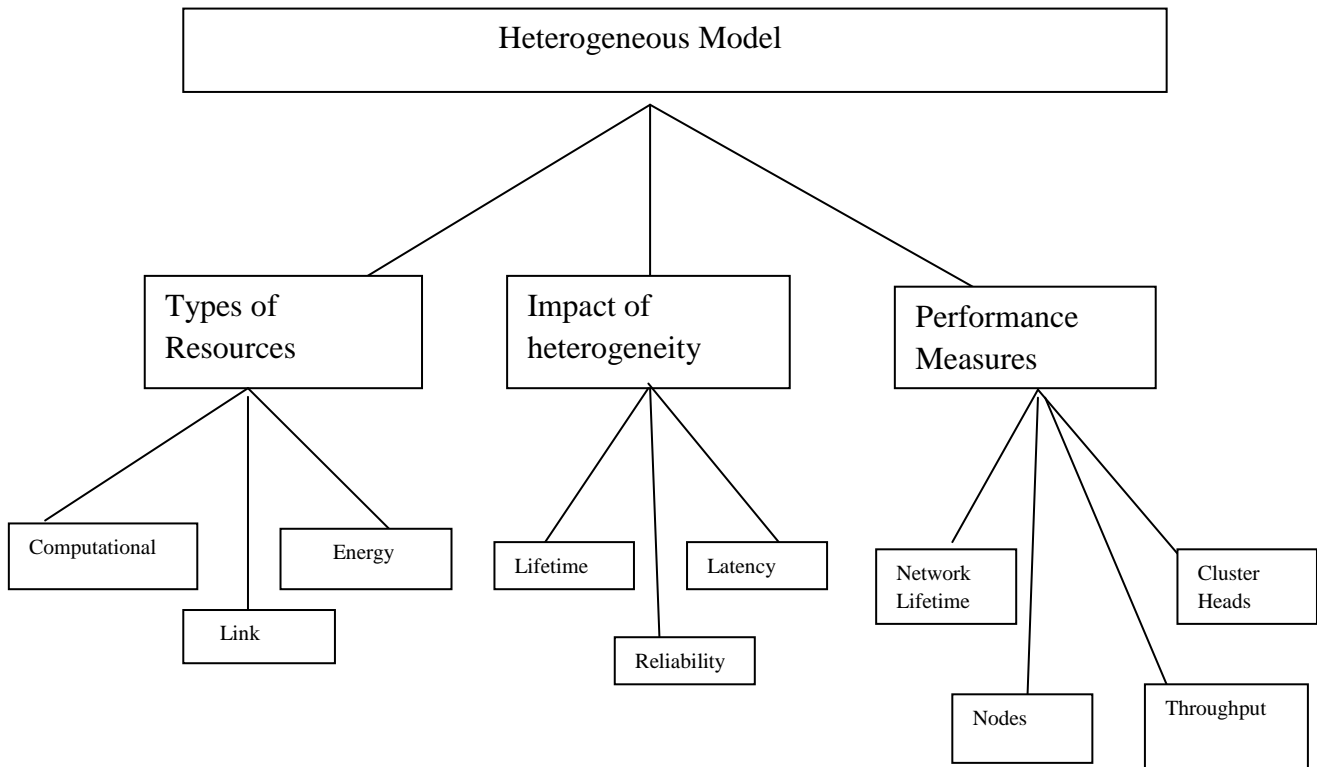 Heterogeneous Model
Types of
Resources
Impact of
heterogeneity
Performance
Measures
Computational
Energy
Link
Lifetime
Latency
Reliability
Network
Lifetime
Cluster
Heads
Nodes
Throughput